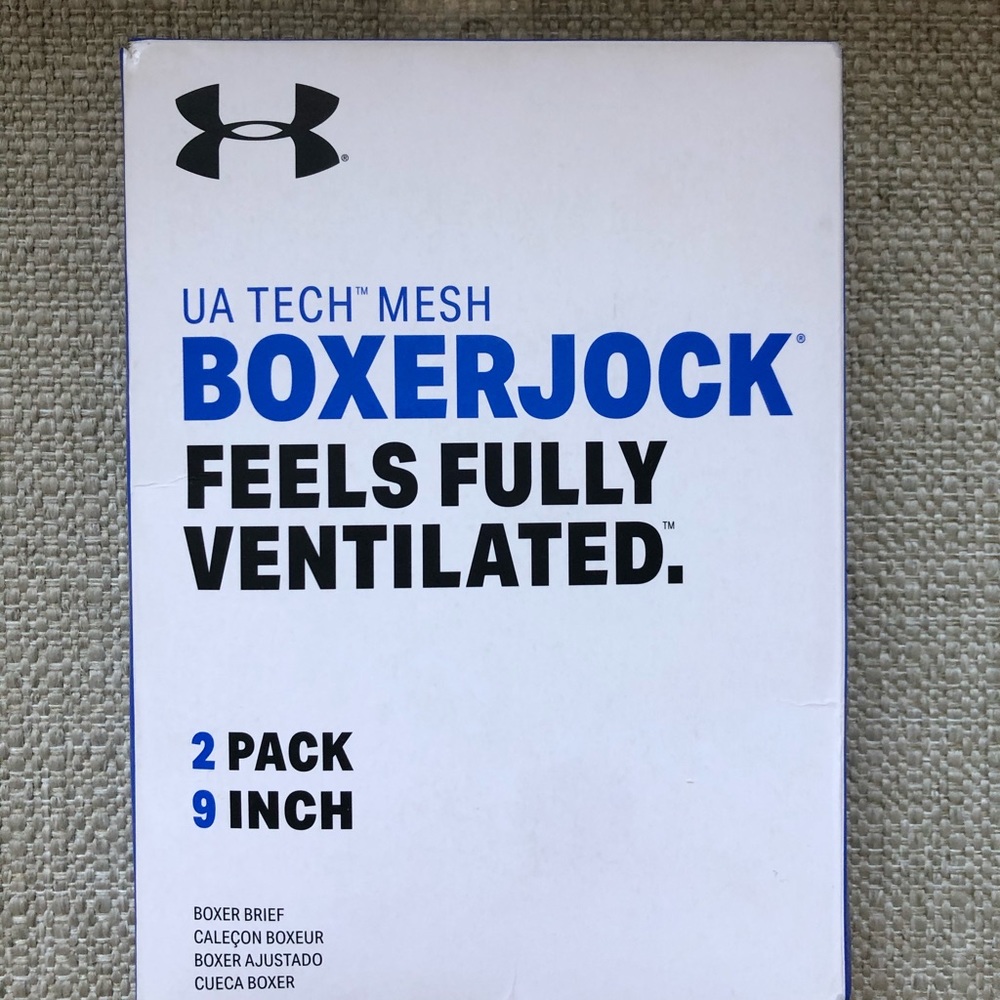 UA TECH™ MESH
BOXERJOCK®
FEELS FULLY
VENTILATED.™
2 PACK
9 INCH
BOXER BRIEF
CALEÇON BOXEUR
BOXER AJUSTADO
CUECA BOXER